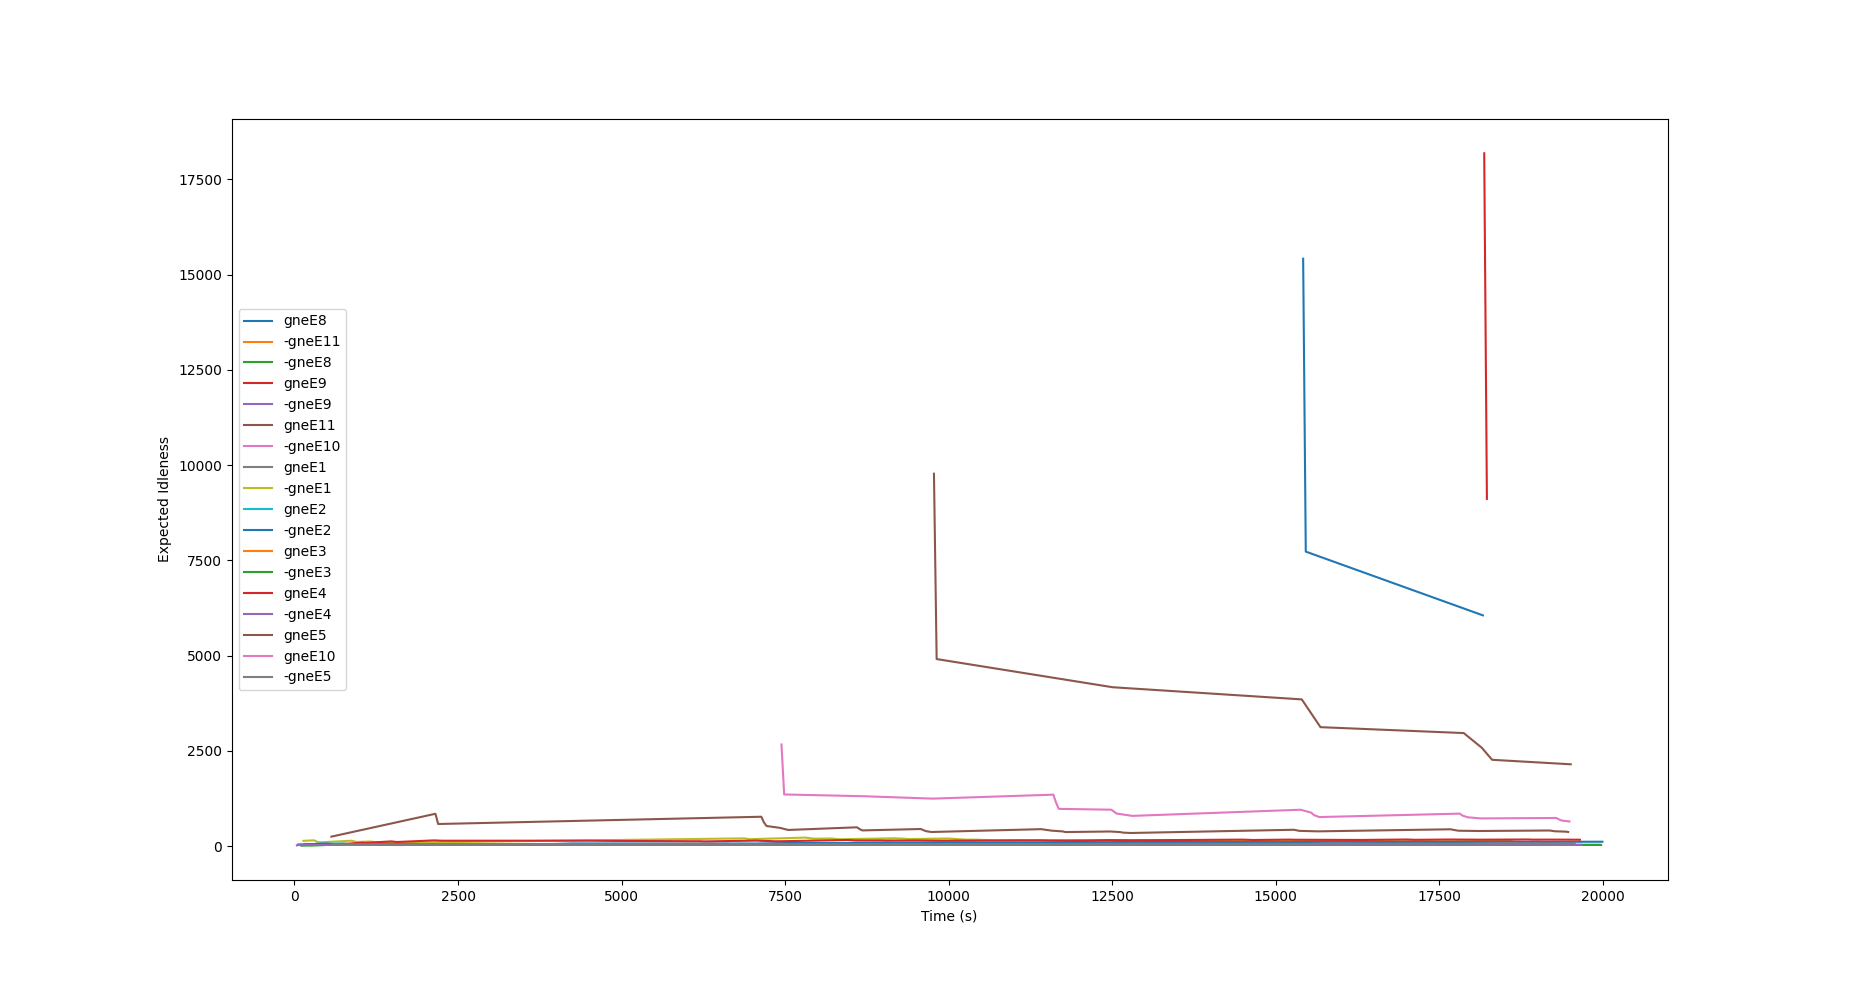 17500
15000
12500
10000
7500
5000
2500
0
Expected Idleness
gneE8
-gneE11
-gneE8
gneE9
-gneE9
gneE11
-gneE10
gneE1
-gneE1
gneE2
-gneE2
gneE3
-gneE3
gneE4
-gneE4
gneE5
gneE10
-gneE5
0 2500 5000 7500 10000 12500 15000 17500 20000
Time (s)